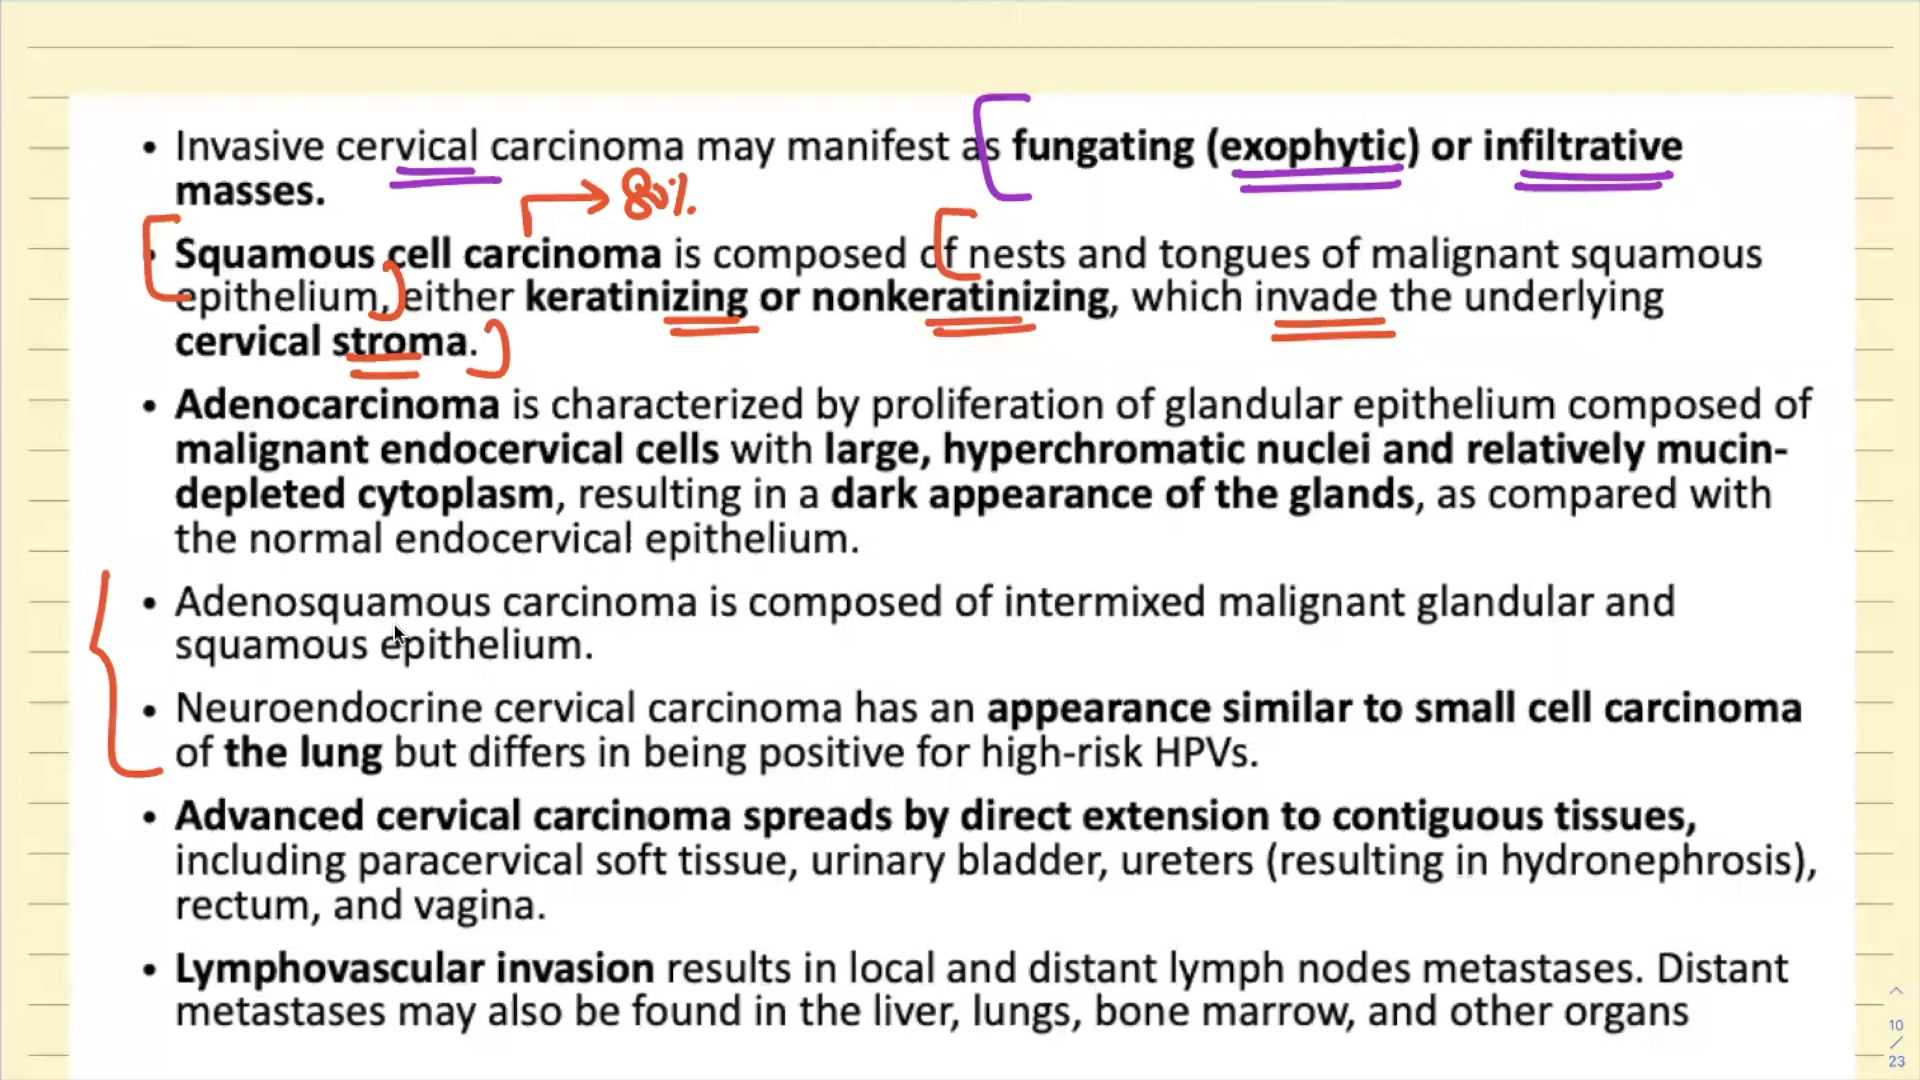 • Invasive cervical carcinoma may manifest as fungating (exophytic) or infiltrative
masses.
80%
• Squamous cell carcinoma is composed of nests and tongues of malignant squamous
epithelium, either keratinizing or nonkeratinizing, which invade the underlying
cervical stroma.
• Adenocarcinoma is characterized by proliferation of glandular epithelium composed of
malignant endocervical cells with large, hyperchromatic nuclei and relatively mucin-
depleted cytoplasm, resulting in a dark appearance of the glands, as compared with
the normal endocervical epithelium.
• Adenosquamous carcinoma is composed of intermixed malignant glandular and
squamous epithelium.
• Neuroendocrine cervical carcinoma has an appearance similar to small cell carcinoma
of the lung but differs in being positive for high-risk HPVs.
• Advanced cervical carcinoma spreads by direct extension to contiguous tissues,
including paracervical soft tissue, urinary bladder, ureters (resulting in hydronephrosis),
rectum, and vagina.
• Lymphovascular invasion results in local and distant lymph nodes metastases. Distant
metastases may also be found in the liver, lungs, bone marrow, and other organs
10
/
23